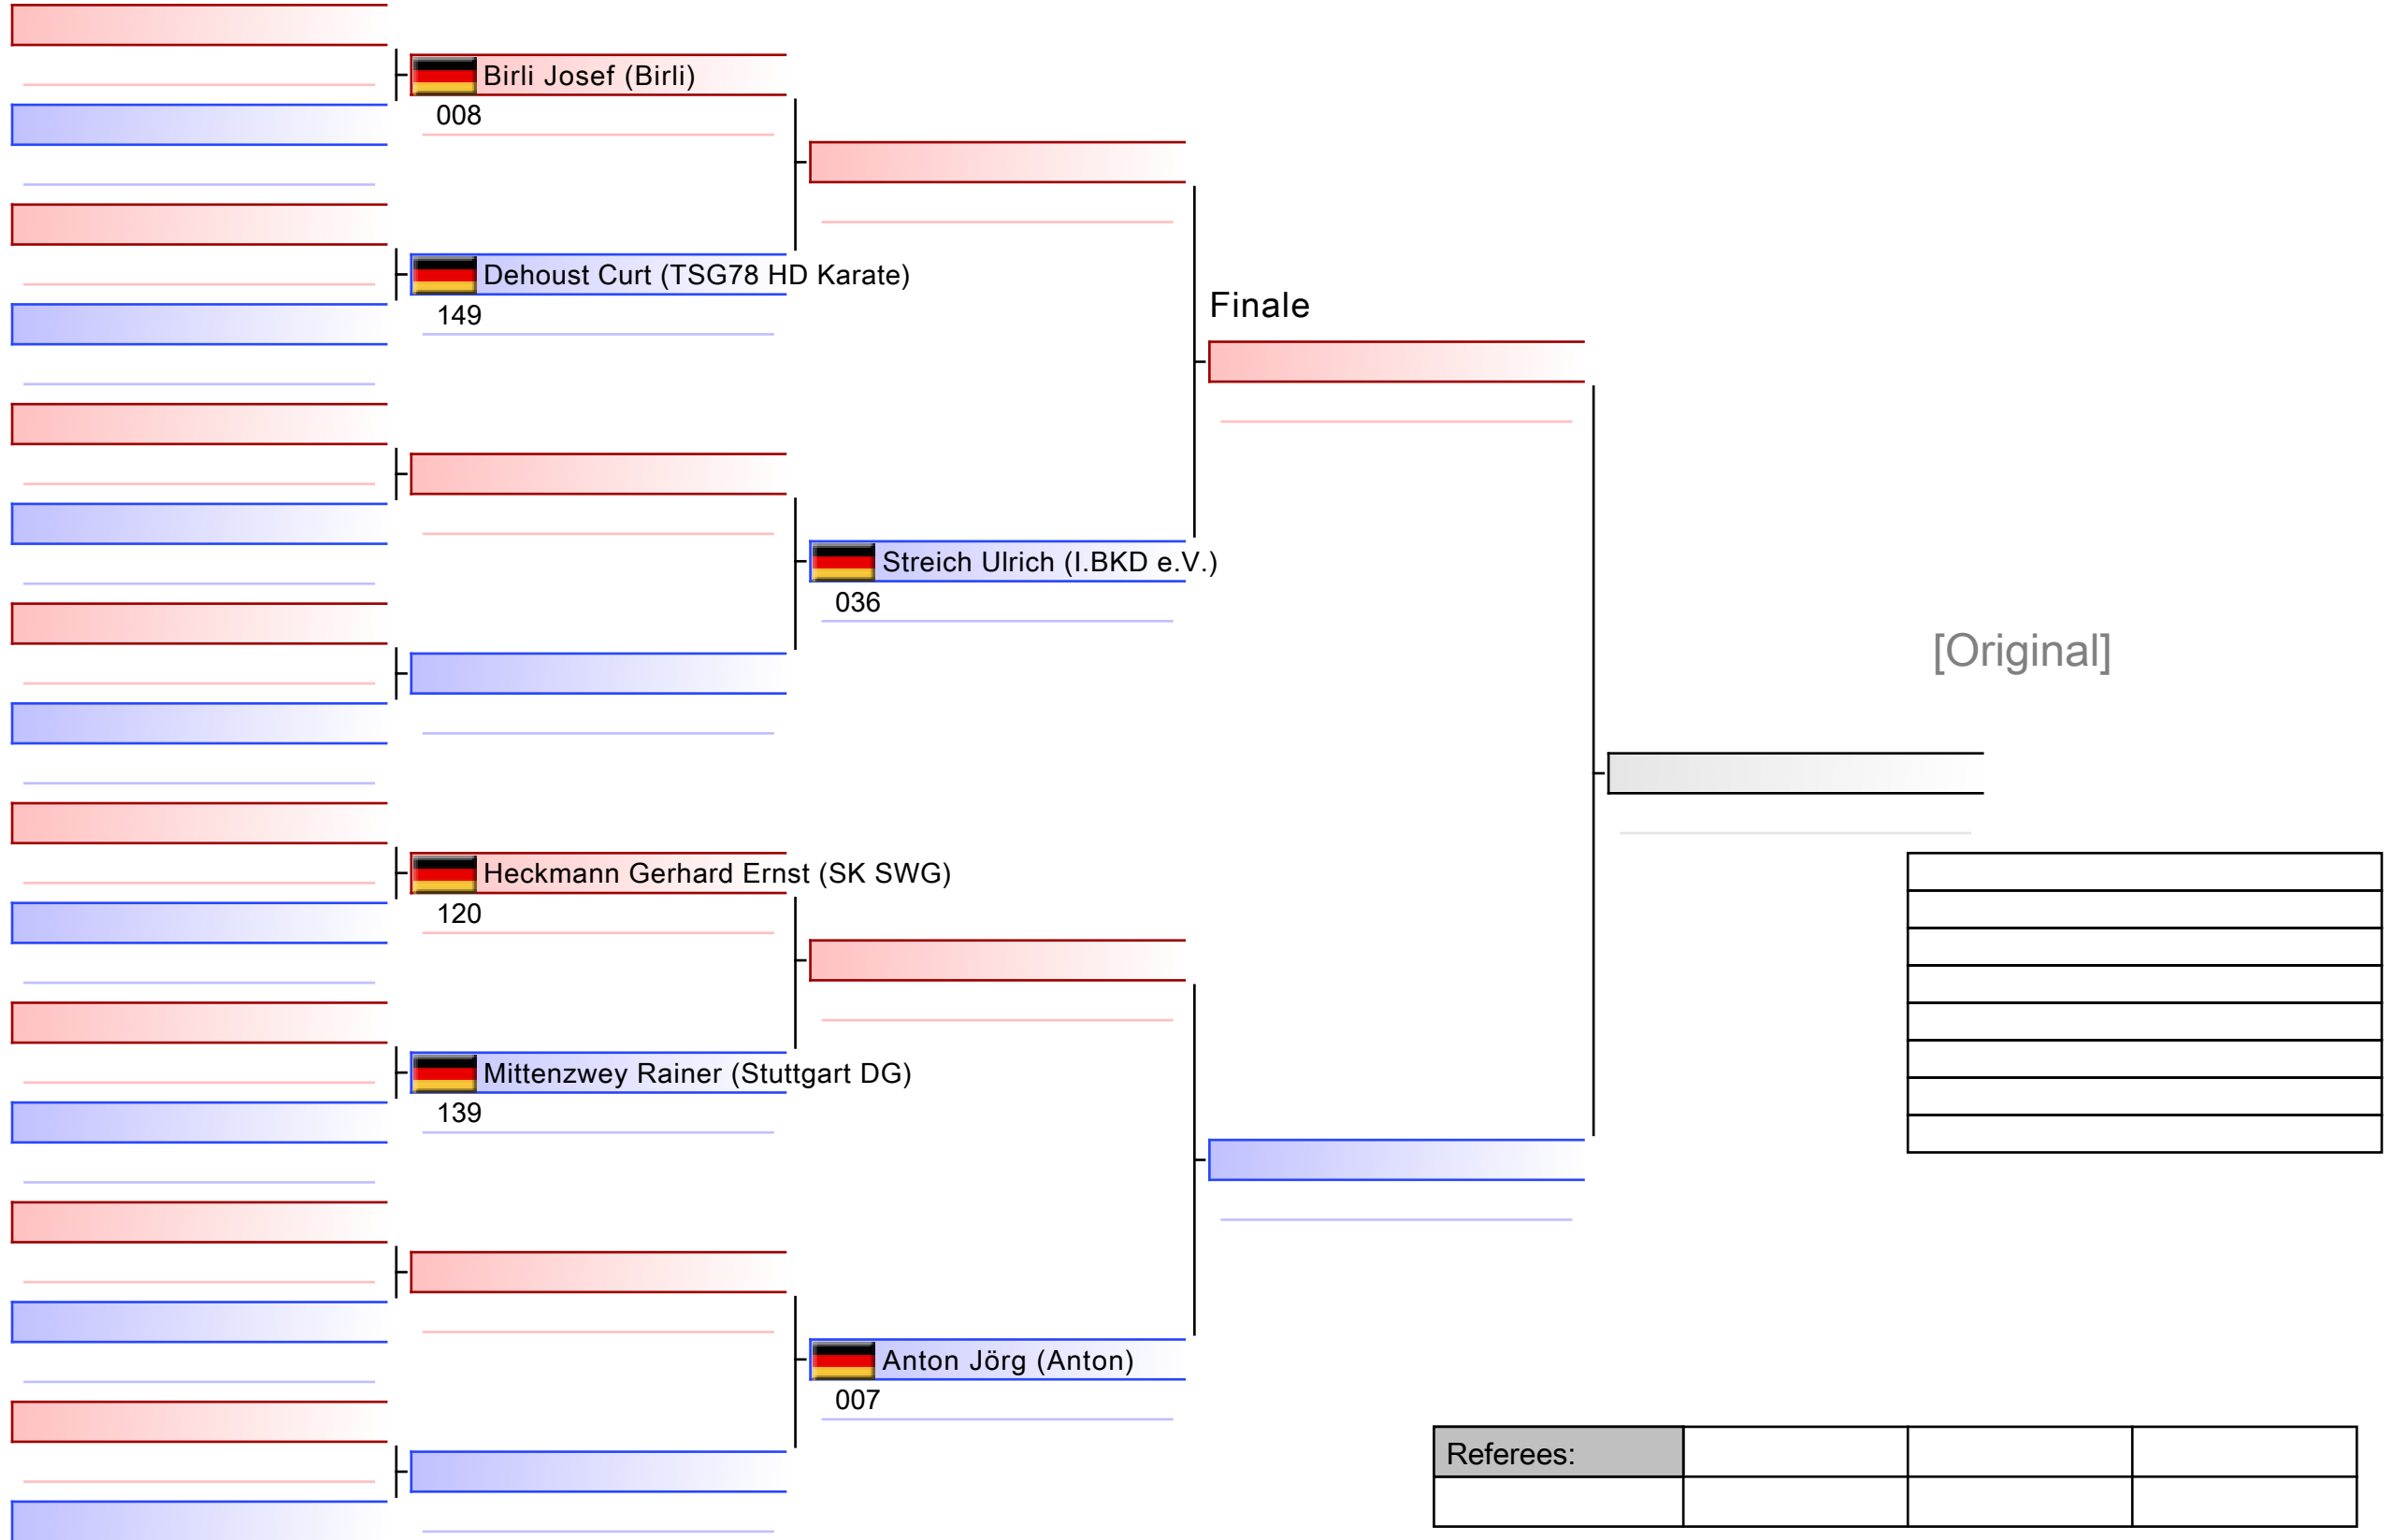 Birli Josef (Birli)
008
Dehoust Curt (TSG78 HD Karate)
149
Finale
Streich Ulrich (I.BKD e.V.)
036
[Original]
Heckmann Gerhard Ernst (SK SWG)
120
Mittenzwey Rainer (Stuttgart DG)
139
Anton Jörg (Anton)
007
Referees: